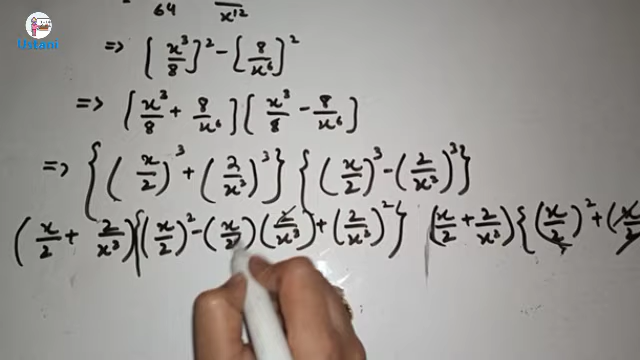 Ustani
64 x¹²
=> [x³/8]² - [8/x⁶]²
=> [x³/8 + 8/x⁶] [x³/8 - 8/x⁶]
=> {(x/2)³ + (2/x²)³} {(x/2)³ - (2/x²)³}
(x/2 + 2/x²){(x/2)² - (x/2)(2/x²) + (2/x²)²} (x/2 + 2/x²){(x/2)² + (x/2